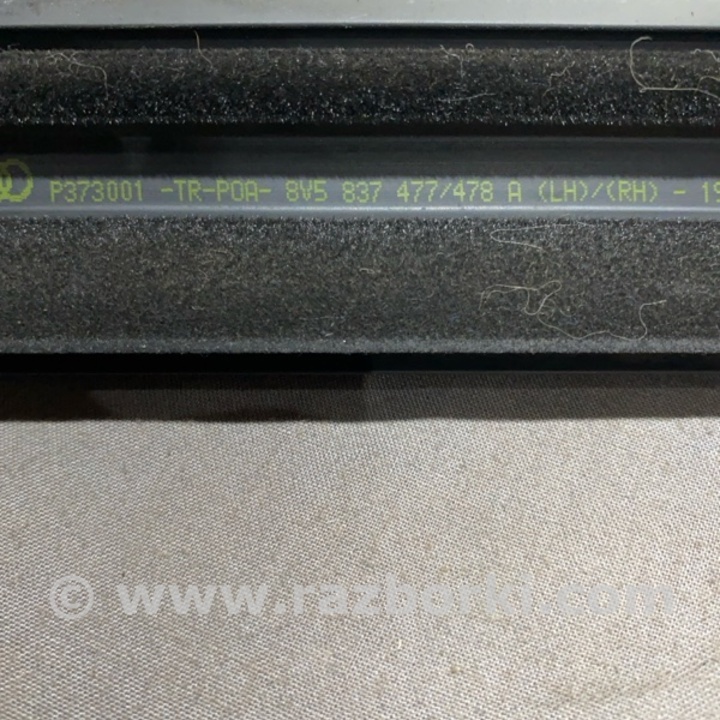 P373001 -TR-POA- 8V5 837 477/478 A (LH)/(RH) -
© www.razborki.com